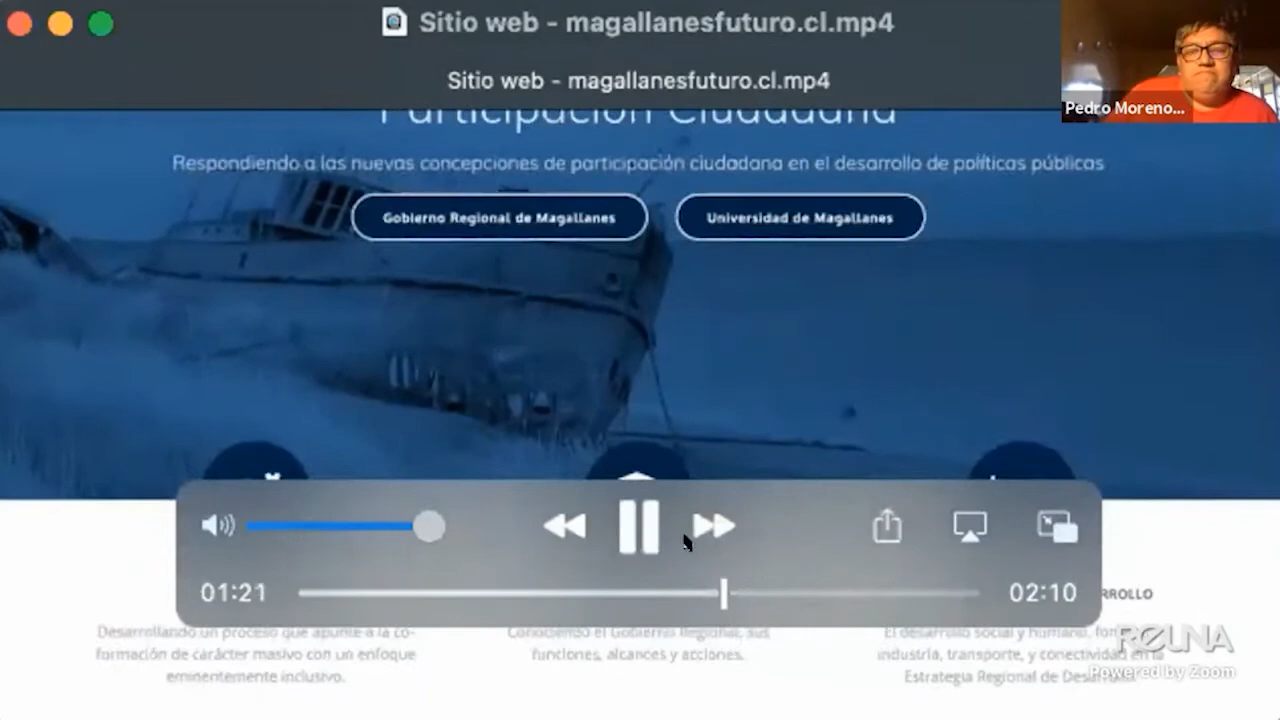 Sitio web - magallanesfuturo.cl.mp4
Sitio web - magallanesfuturo.cl.mp4
Pedro Moreno...
Participación Ciudadana
Respondiendo a las nuevas concepciones de participación ciudadana en el desarrollo de políticas públicas
Gobierno Regional de Magallanes
Universidad de Magallanes
01:21
02:10
RROLLO
Desarrollando un proceso que apunte a la co-
formación de carácter masivo con un enfoque
eminentemente inclusivo.
Conociendo el Gobierno Regional, sus
funciones, alcances y acciones.
El desarrollo social y humano,
industria, transporte, y conectividad en la
Estrategia Regional de
REUNA
Powered by Zoom